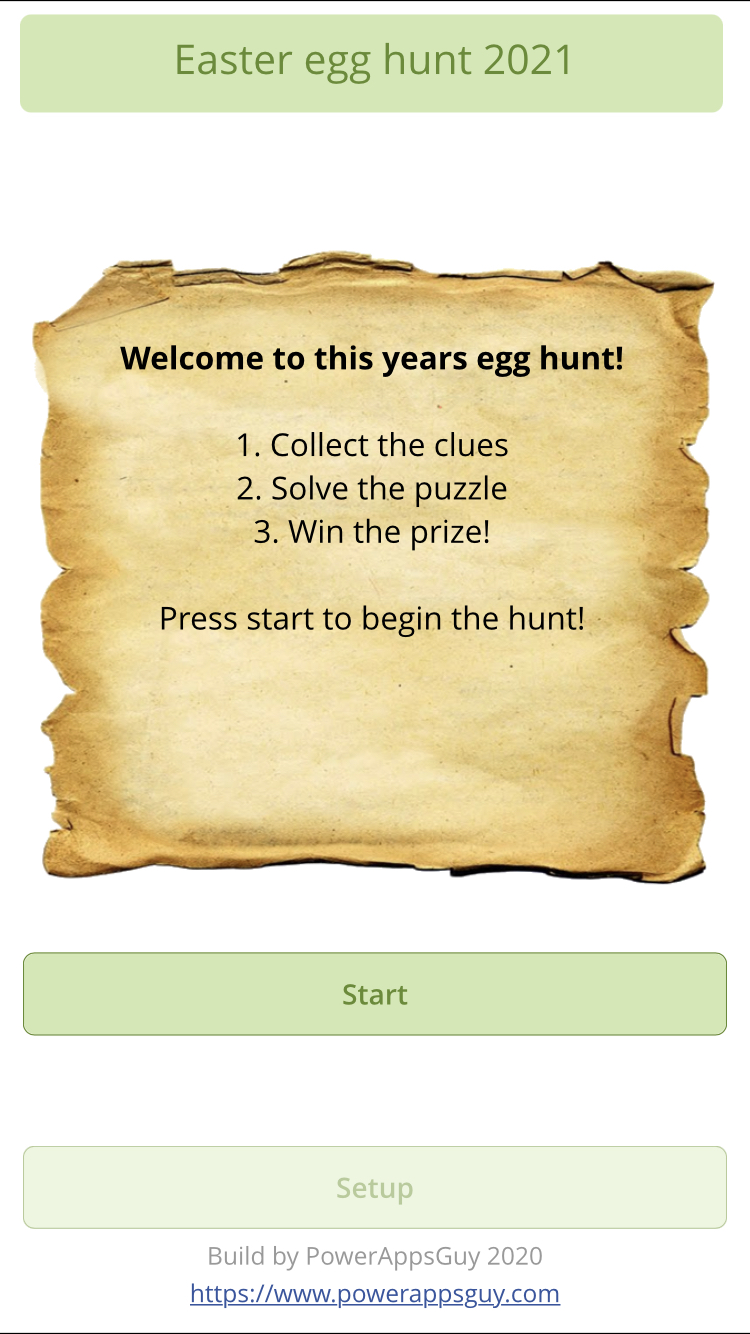 Easter egg hunt 2021
Welcome to this years egg hunt!
1. Collect the clues
2. Solve the puzzle
3. Win the prize!
Press start to begin the hunt!
Start
Setup
Build by PowerAppsGuy 2020
https://www.powerappsguy.com